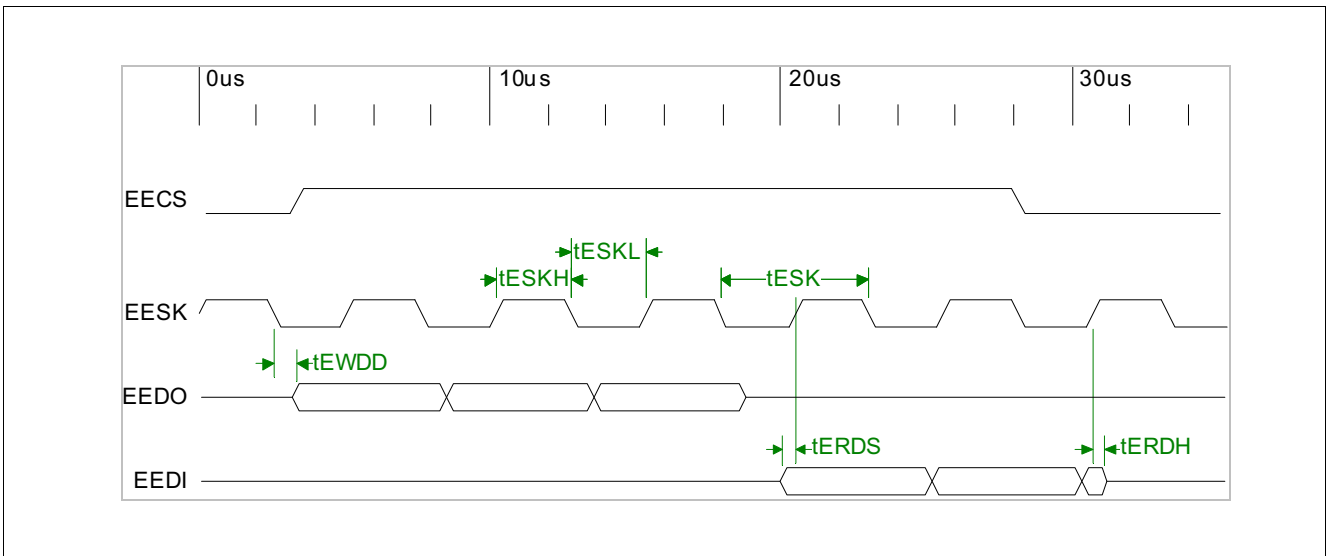 0us 10us 20us 30us
EECS
tESKL
tESKH tESK
EESK
tEWDD
EEDO
tERDS tERDH
EEDI